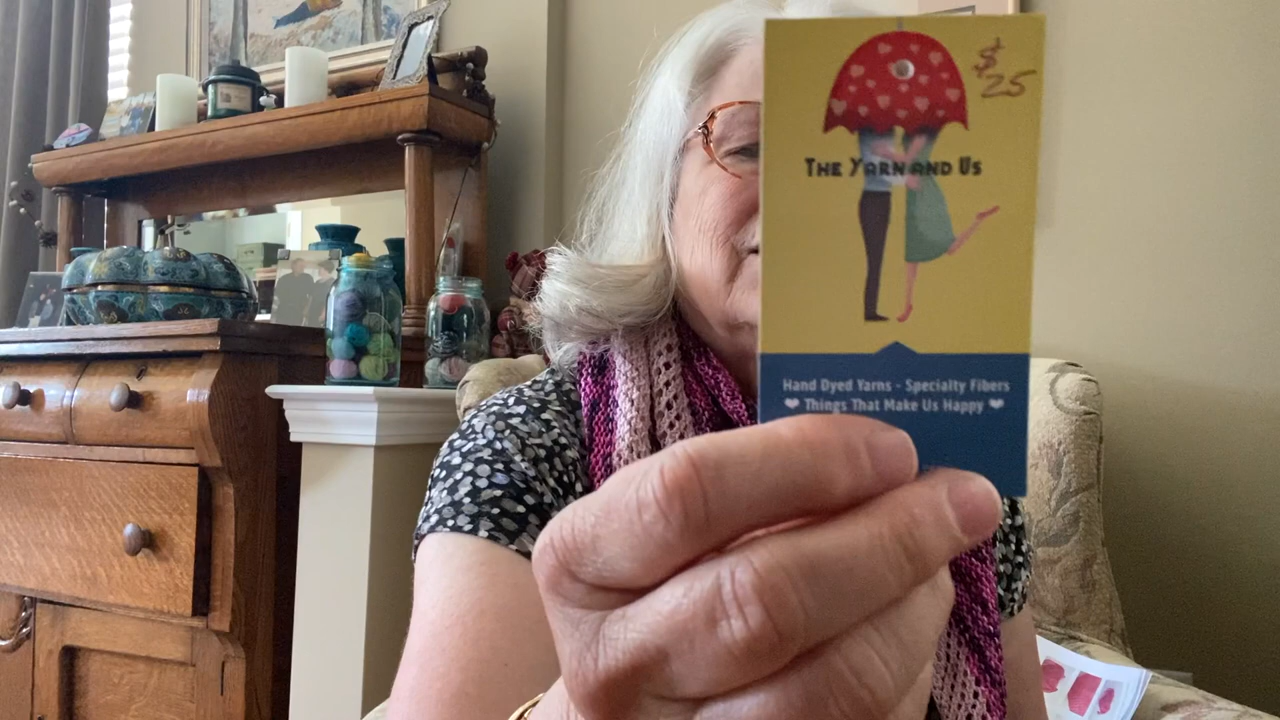 $
25
The Yarn and Us
Hand Dyed Yarns - Specialty Fibers
❤ Things That Make Us Happy ❤